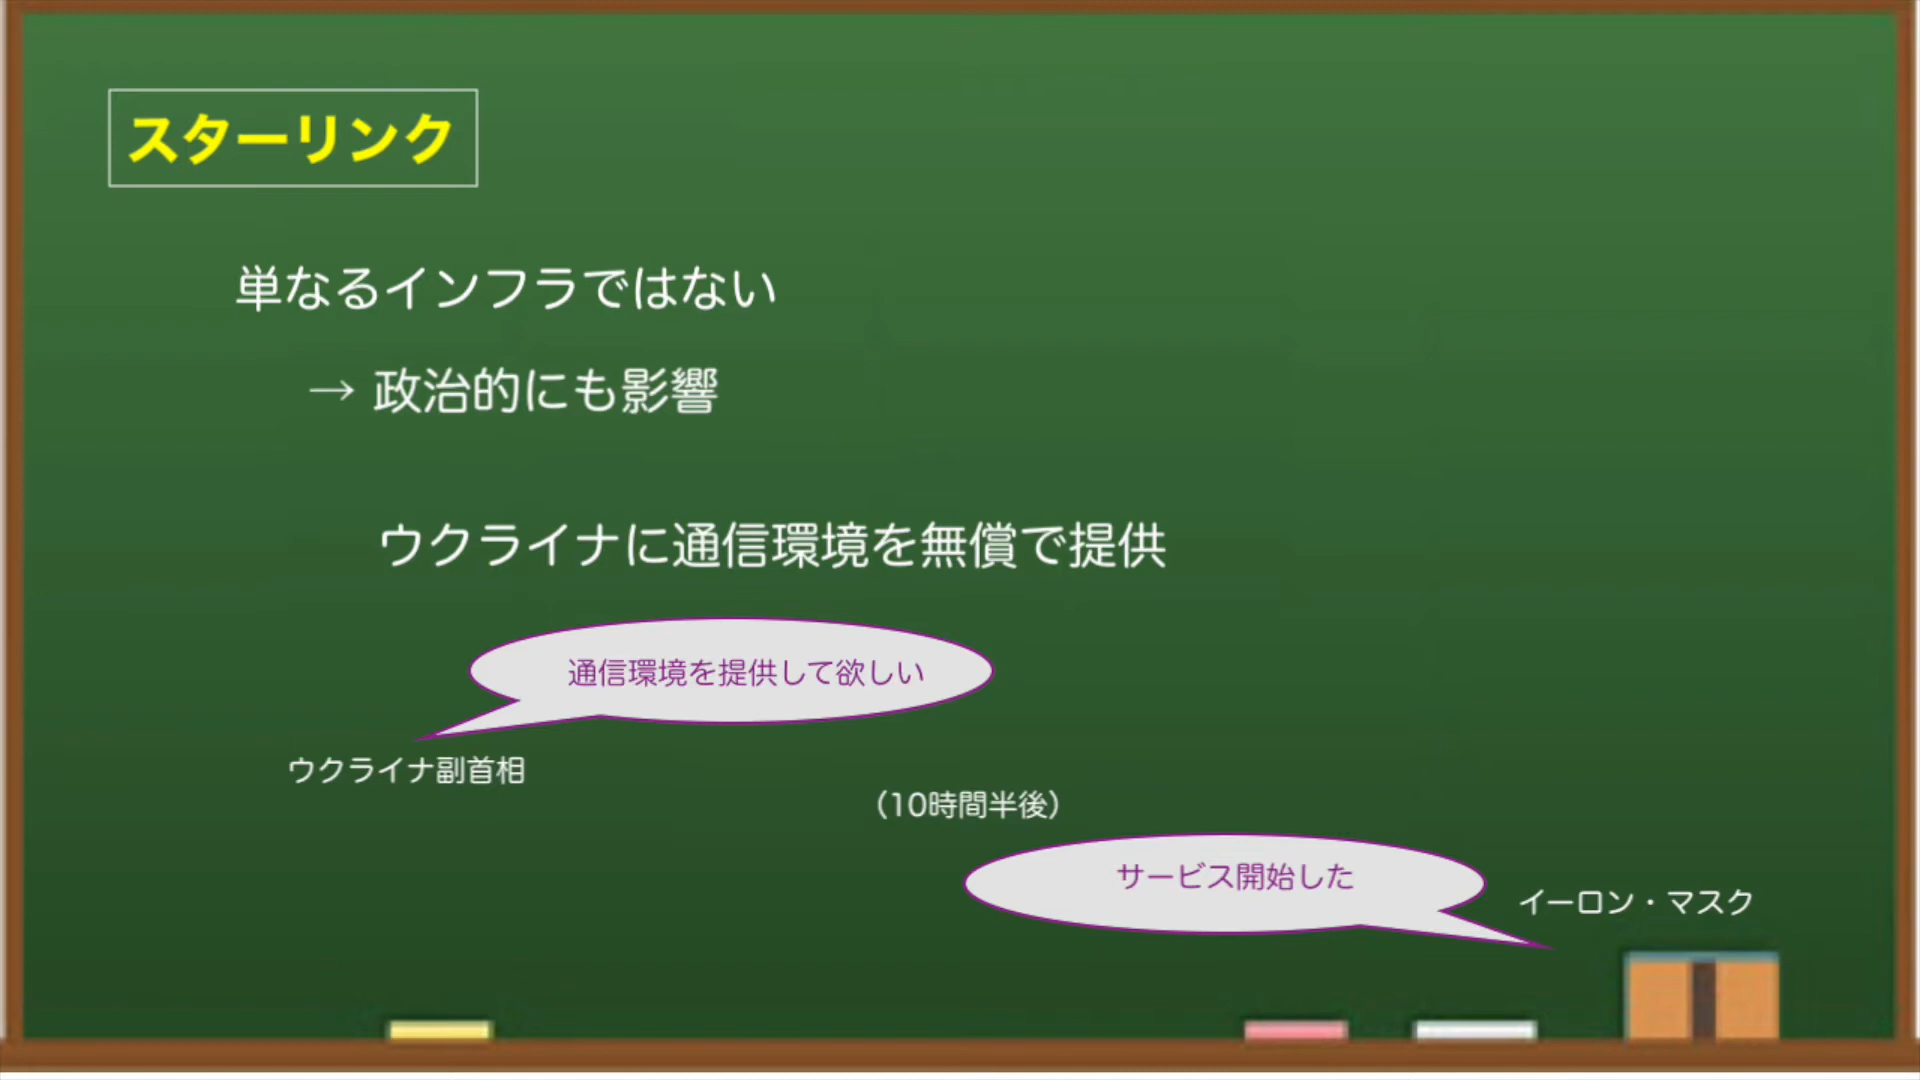 スターリンク
単なるインフラではない
→ 政治的にも影響
ウクライナに通信環境を無償で提供
通信環境を提供して欲しい
ウクライナ副首相
（10時間半後）
サービス開始した
イーロン・マスク